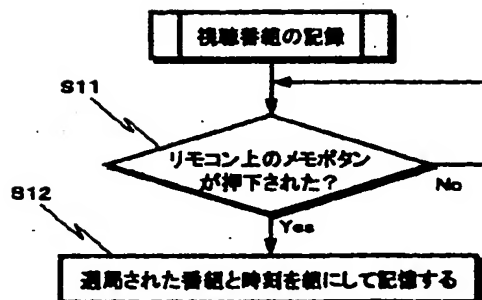 視聴番組の記録
S11
リモコン上のメモボタン
が押下された?
No
S12
Yes
選局された番組と時刻を組にして記憶する